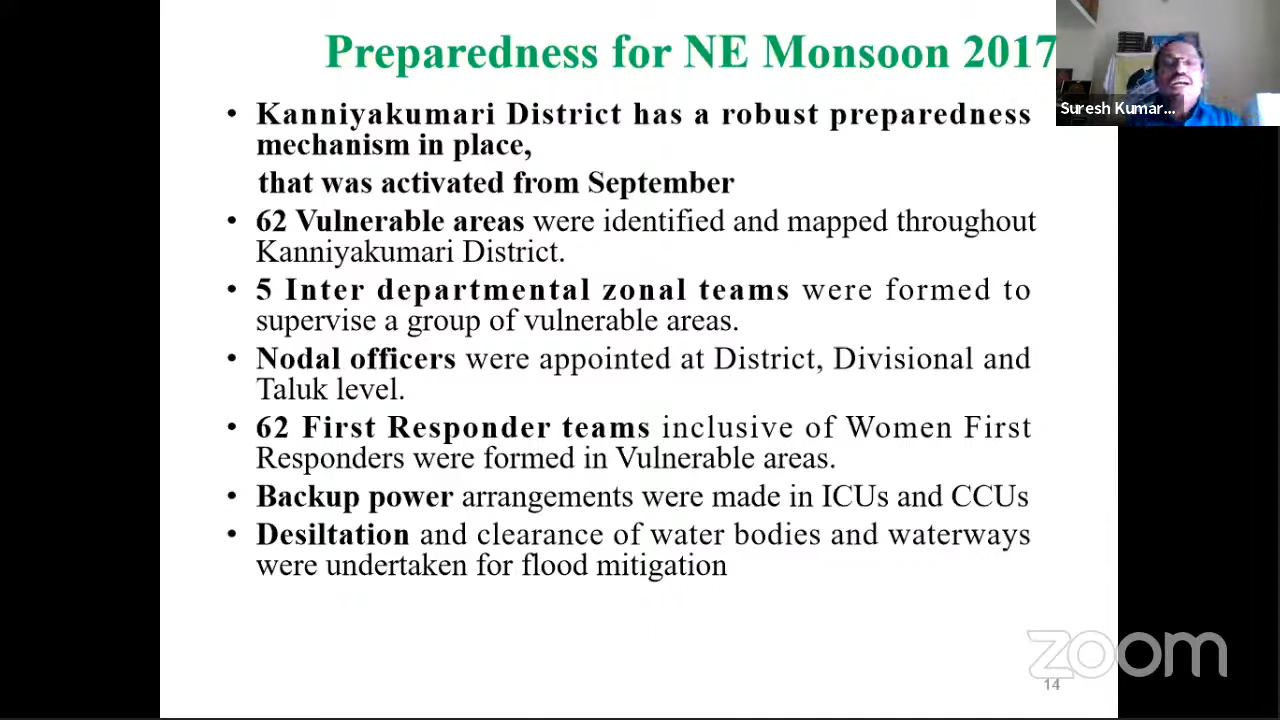 Preparedness for NE Monsoon 2017
Suresh Kumar...
• Kanniyakumari District has a robust preparedness
mechanism in place,
that was activated from September
• 62 Vulnerable areas were identified and mapped throughout
Kanniyakumari District.
• 5 Inter departmental zonal teams were formed to
supervise a group of vulnerable areas.
• Nodal officers were appointed at District, Divisional and
Taluk level.
• 62 First Responder teams inclusive of Women First
Responders were formed in Vulnerable areas.
• Backup power arrangements were made in ICUs and CCUs
• Desiltation and clearance of water bodies and waterways
were undertaken for flood mitigation
zoom
14